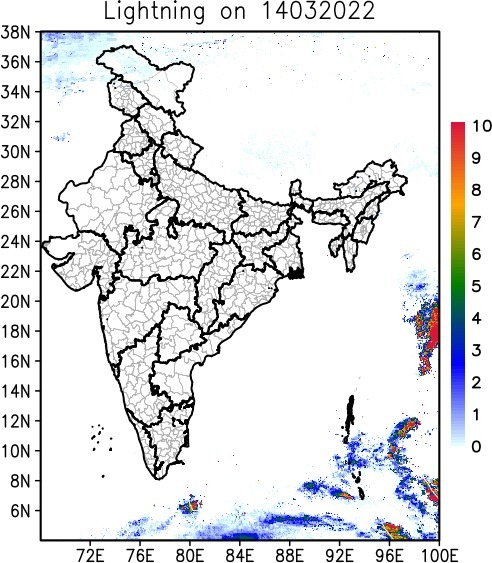 Lightning on 14032022
38N
36N
34N
32N
30N
28N
26N
24N
22N
20N
18N
16N
14N
12N
10N
8N
6N
72E 76E 80E 84E 88E 92E 96E 100E
10
9
8
7
6
5
4
3
2
1
0